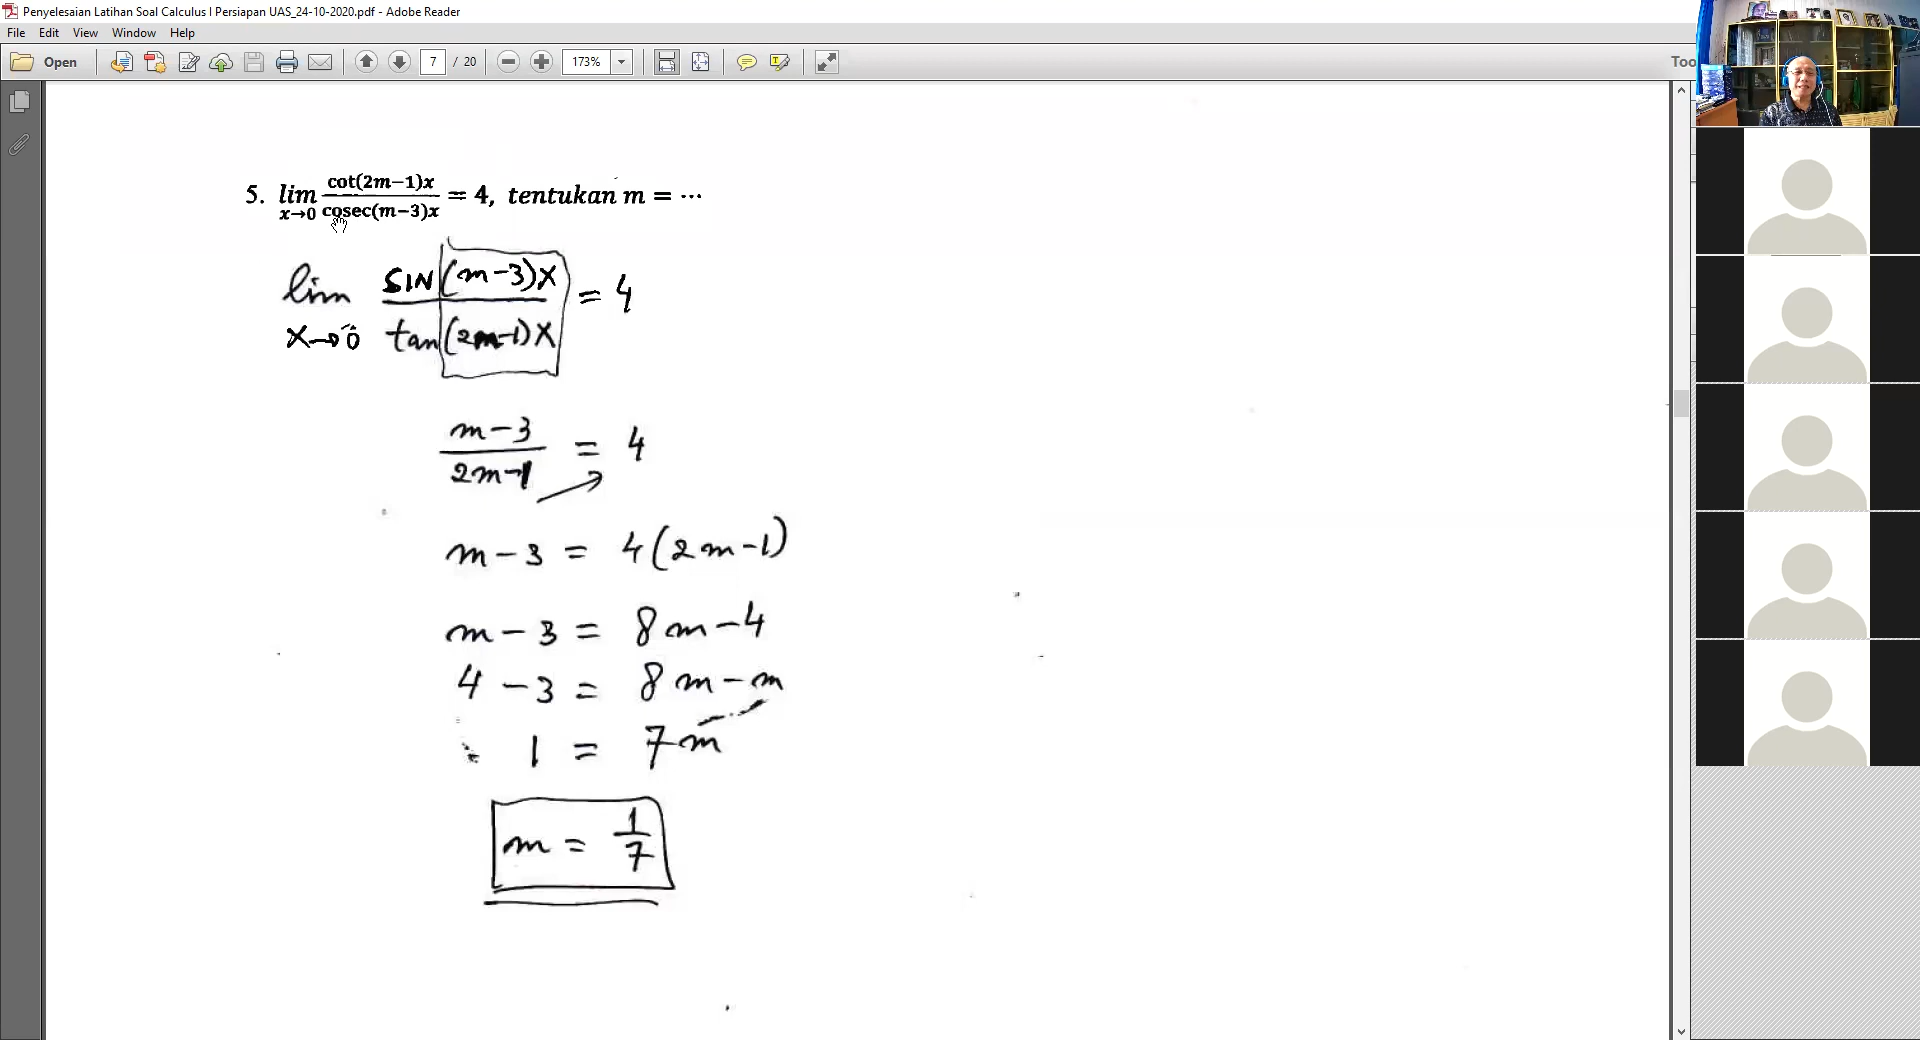 Penyelesaian Latihan Soal Calculus I Persiapan UAS_24-10-2020.pdf - Adobe Reader
File Edit View Window Help
Open 7 / 20 173% Too
5. lim x→0 cot(2m−1)x / cosec(m−3)x = 4, tentukan m = ⋯
lim x→0 SIN(m-3)X / tan(2m-1)X = 4
m-3 / 2m-1 = 4
m-3 = 4(2m-1)
m-3 = 8m-4
4-3 = 8m-m
1 = 7m
m = 1/7